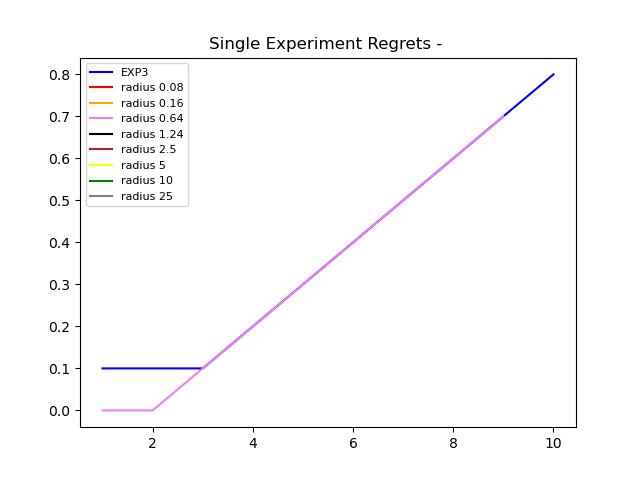 Single Experiment Regrets -
0.8
0.7
0.6
0.5
0.4
0.3
0.2
0.1
0.0
EXP3
radius 0.08
radius 0.16
radius 0.64
radius 1.24
radius 2.5
radius 5
radius 10
radius 25
2 4 6 8 10